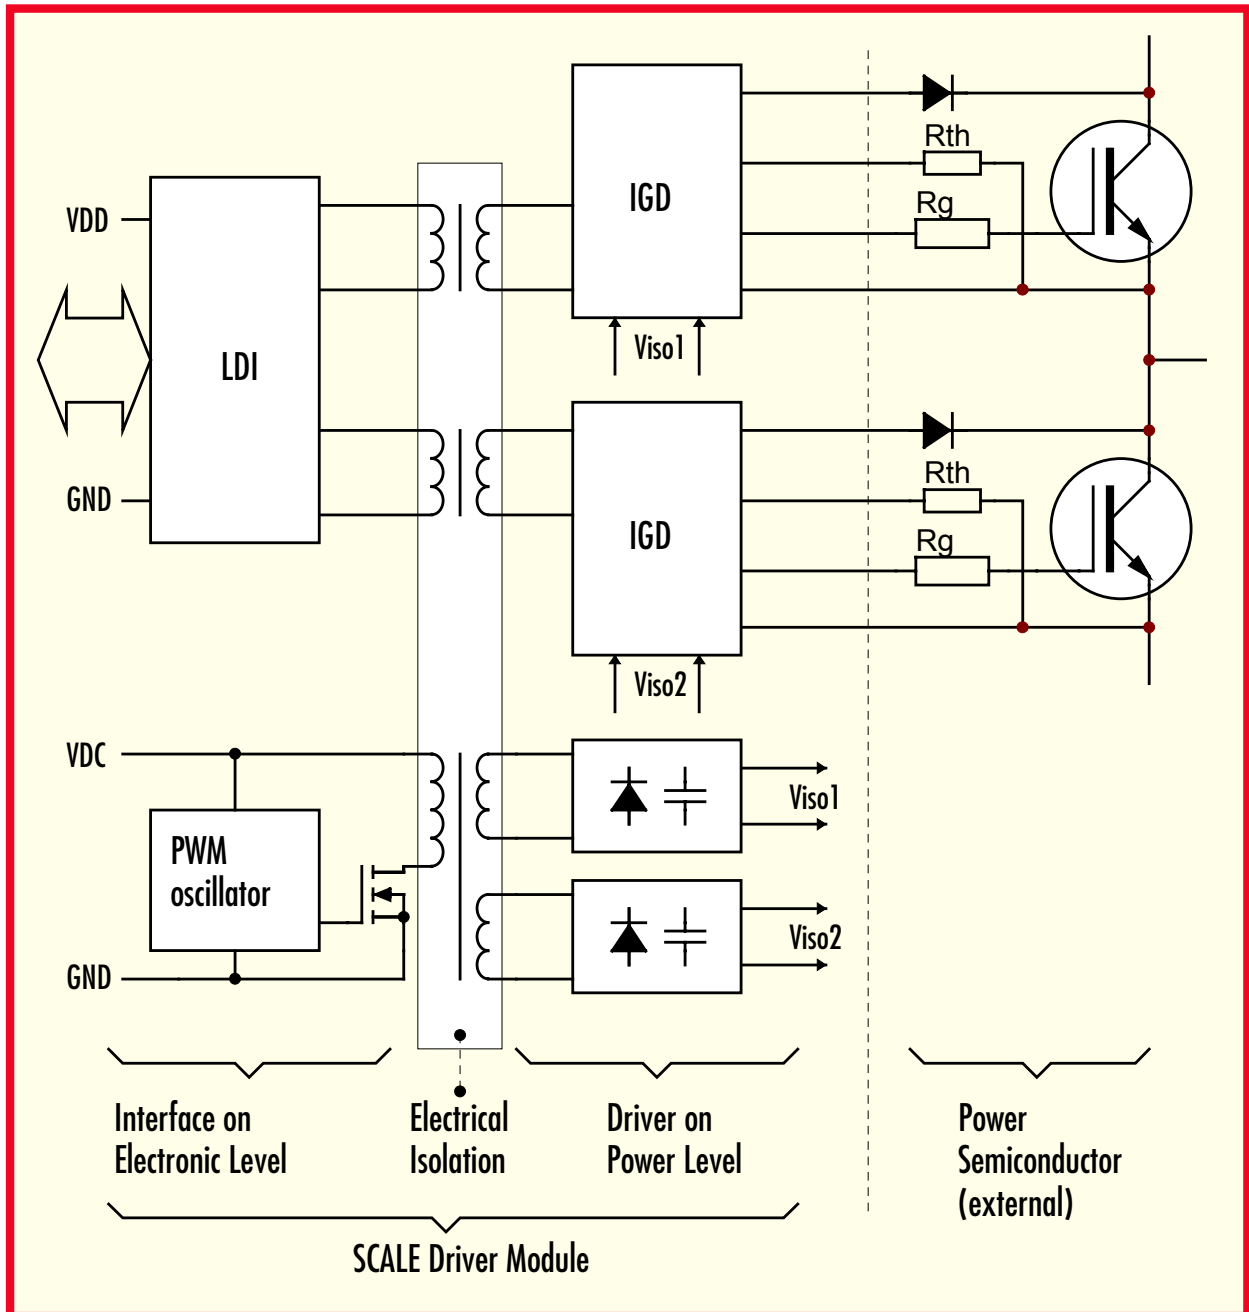 IGD
Rth
Rg
VDD
LDI
Viso1
GND
IGD
Rth
Rg
Viso2
VDC
PWM
oscillator
Viso1
GND
Viso2
Interface on
Electronic Level
Electrical
Isolation
Driver on
Power Level
Power
Semiconductor
(external)
SCALE Driver Module